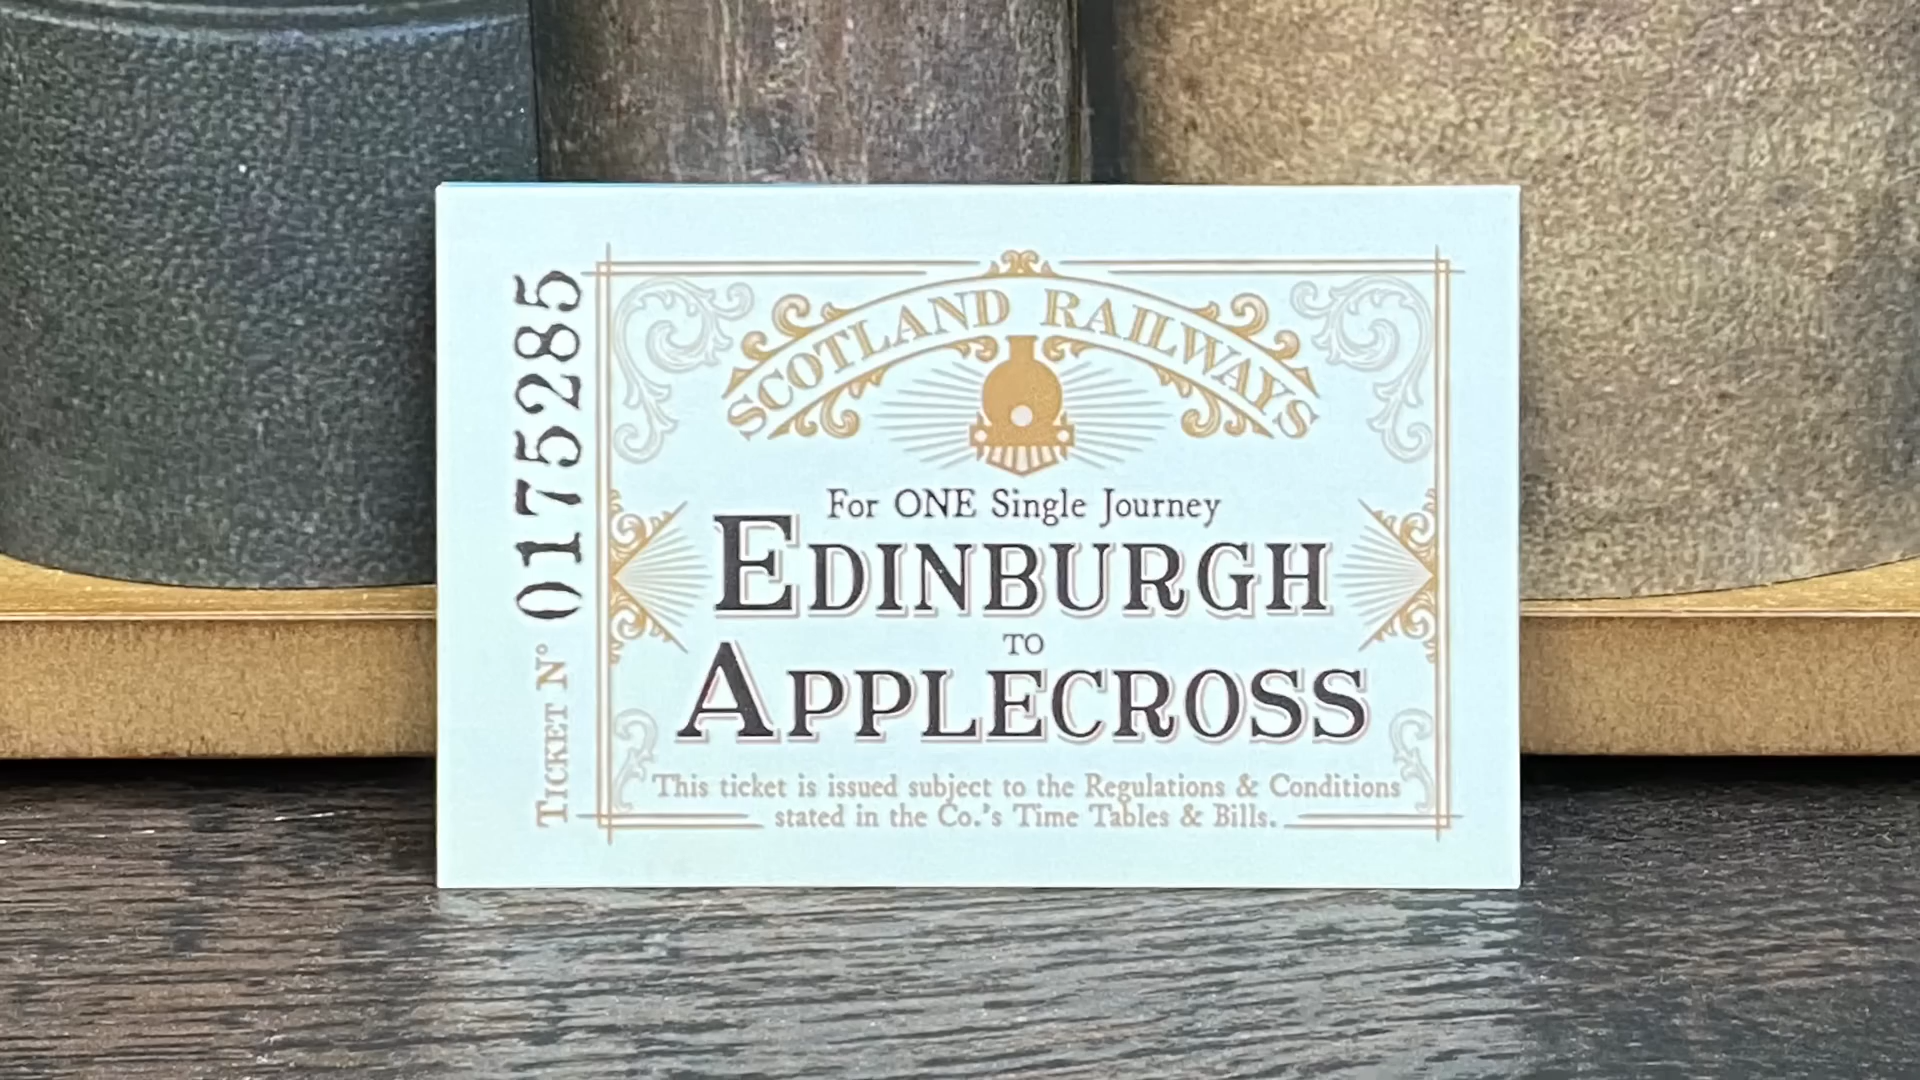 SCOTLAND RAILWAYS
For ONE Single Journey
EDINBURGH
TO
APPLECROSS
This ticket is issued subject to the Regulations & Conditions
stated in the Co.'s Time Tables & Bills.
TICKET N° 0175285